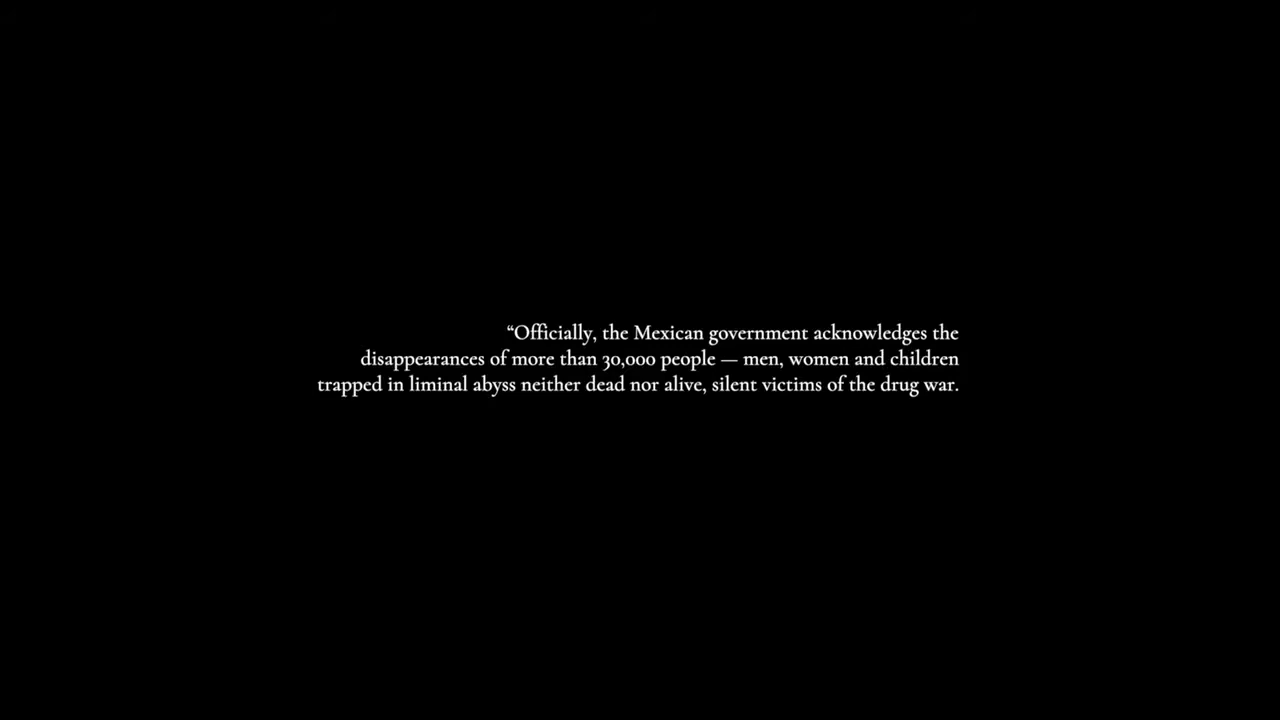 “Officially, the Mexican government acknowledges the
disappearances of more than 30,000 people — men, women and children
trapped in liminal abyss neither dead nor alive, silent victims of the drug war.